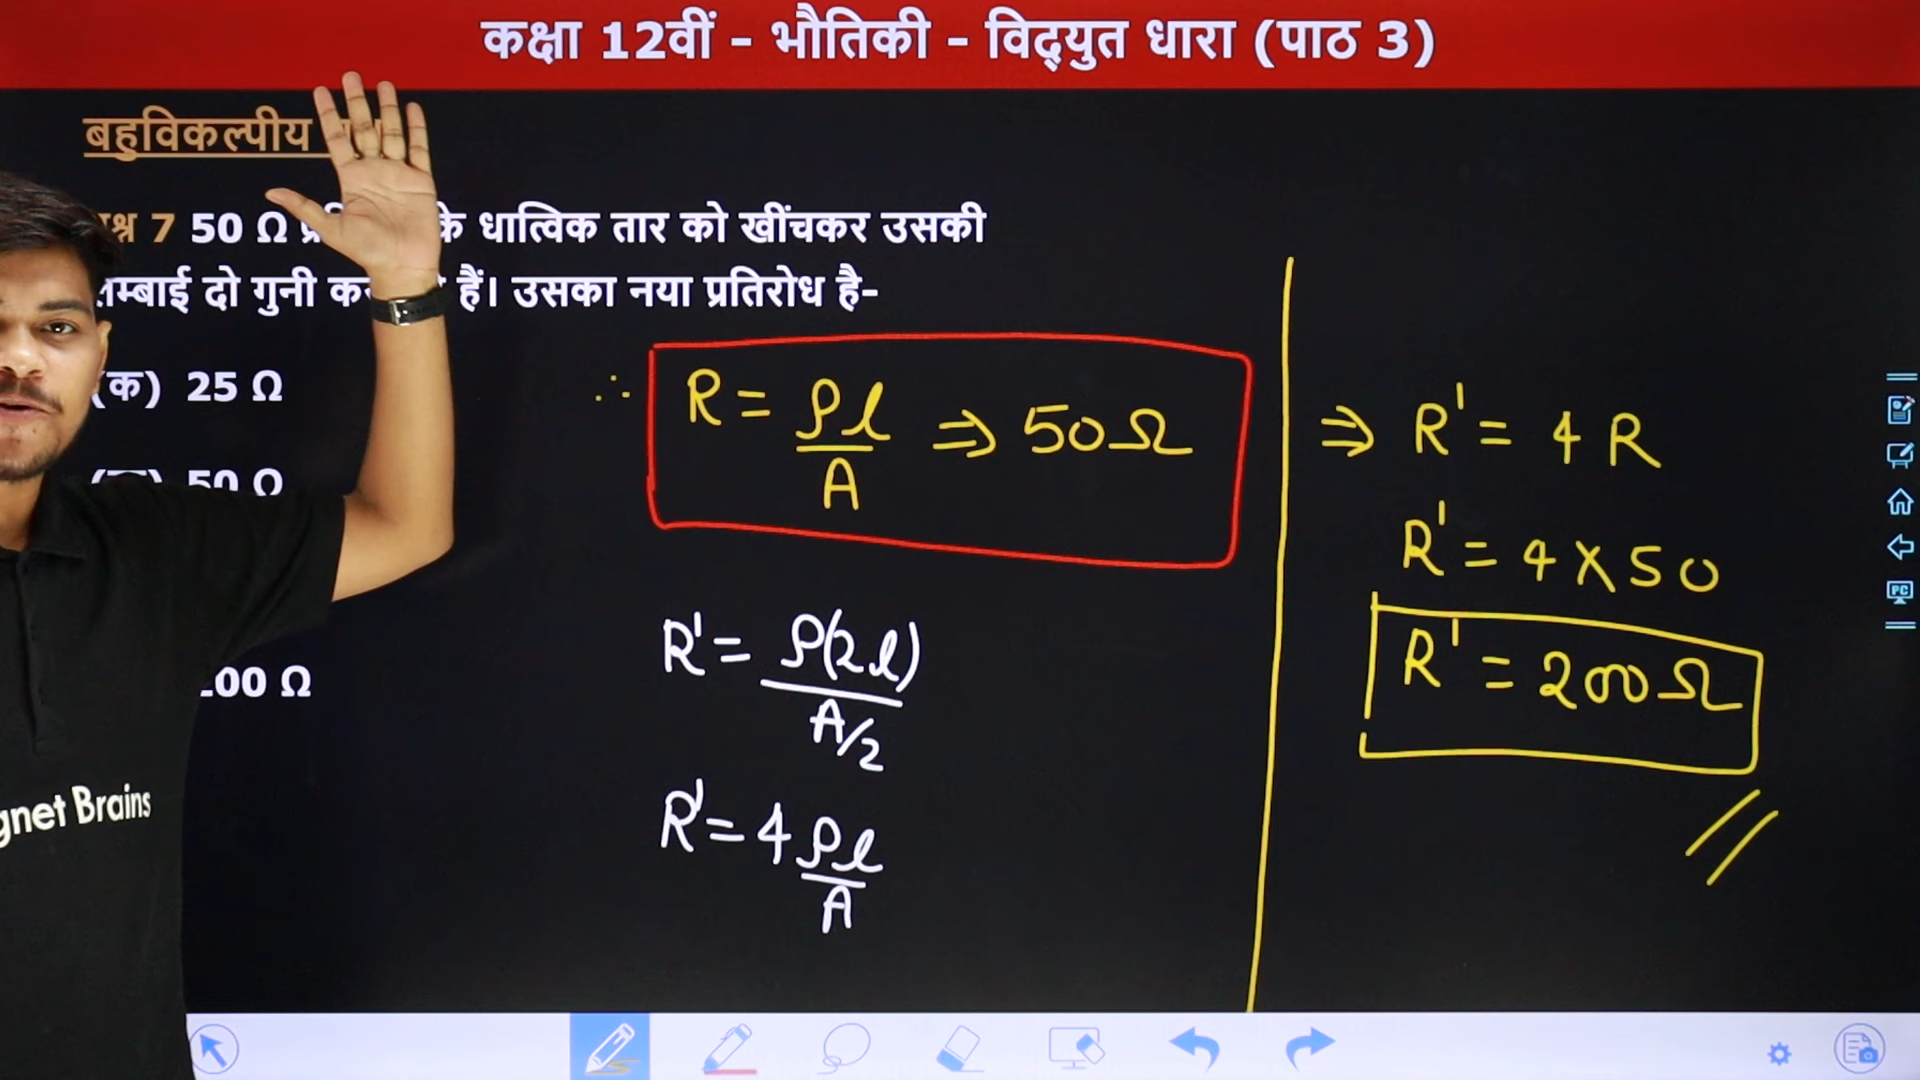 कक्षा 12वीं - भौतिकी - विद्युत धारा (पाठ 3)
बहुविकल्पीय
7 50 Ω के धात्विक तार को खींचकर उसकी
दो गुनी हैं। उसका नया प्रतिरोध है-
(क) 25 Ω
50 Ω
00 Ω
∴ R = ρl/A ⇒ 50Ω
R' = ρ(2l)/(A/2)
R' = 4 ρl/A
⇒ R' = 4 R
R' = 4 X 50
R' = 200Ω
gnet Brains
PC